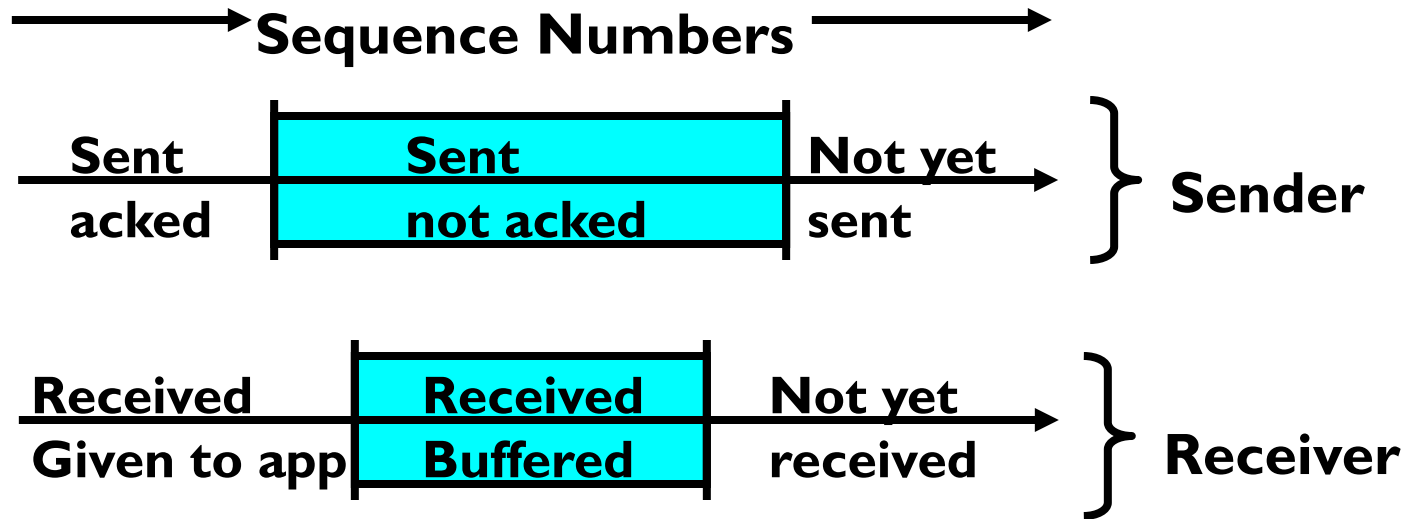 Sequence Numbers
Sent Sent Not yet
acked not acked sent
Sender
Received Received Not yet
Given to app Buffered received
Receiver